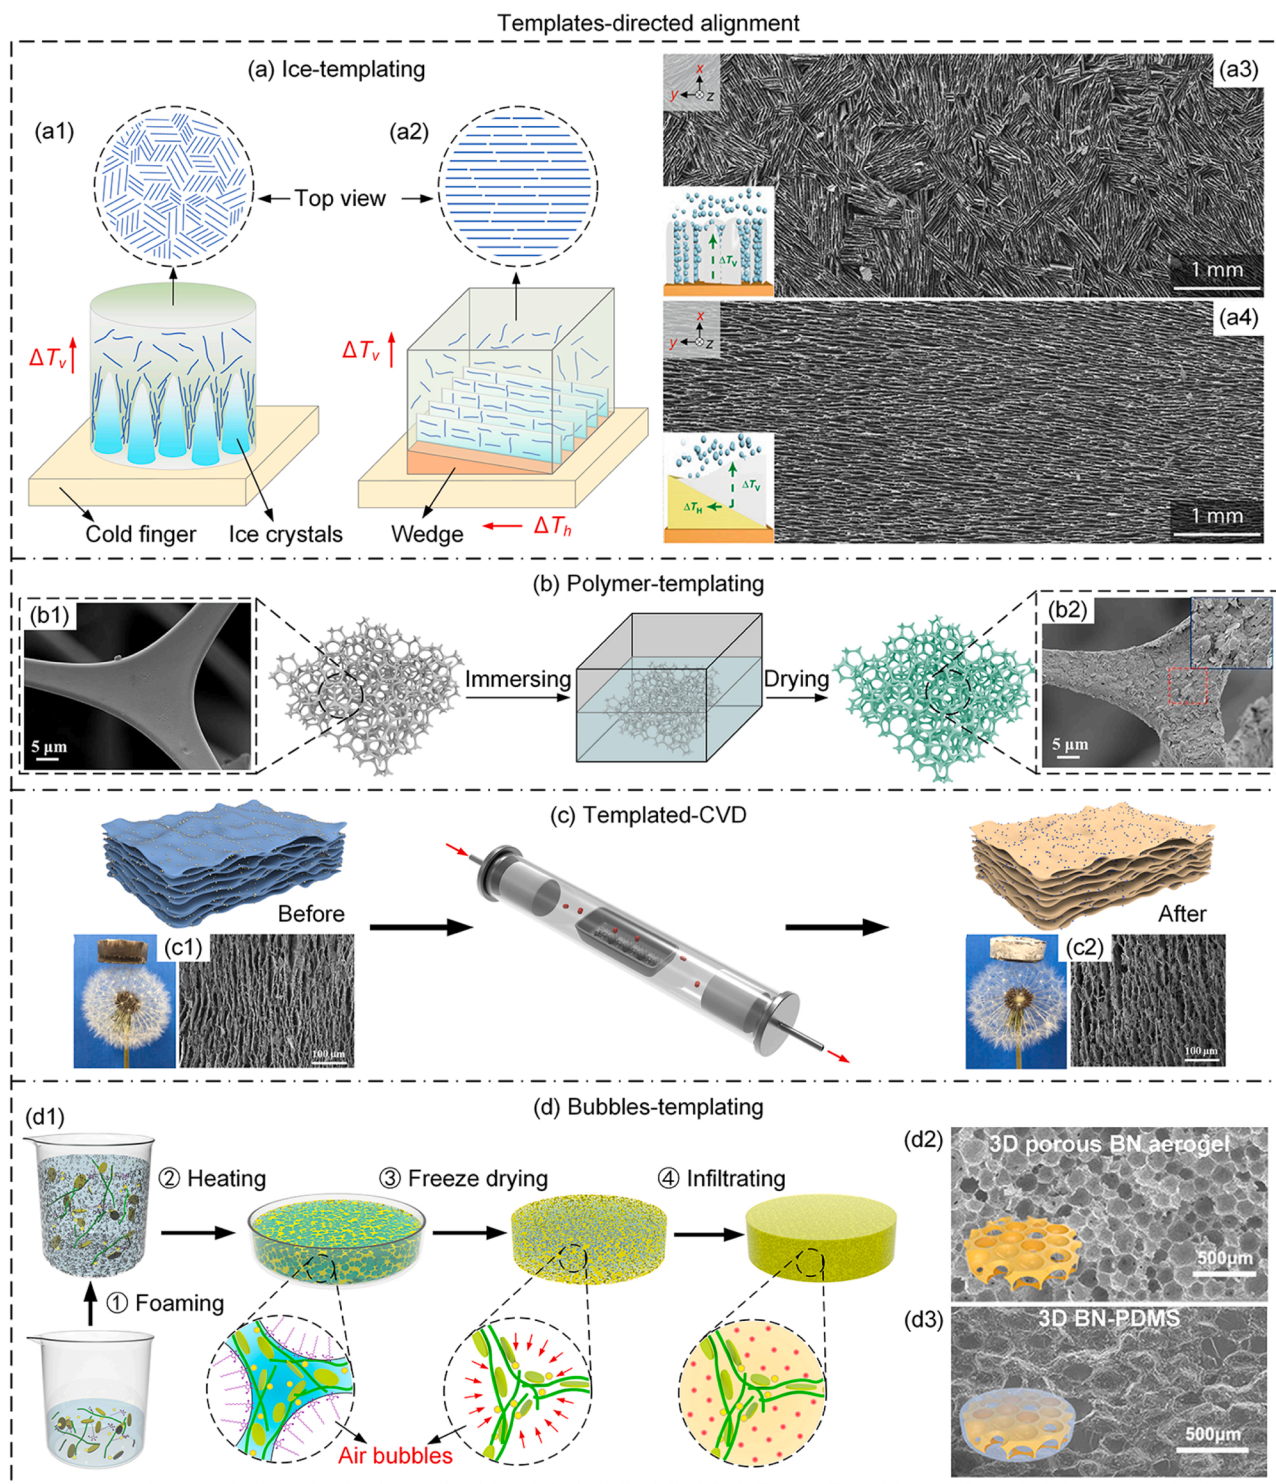 Templates-directed alignment
(a) Ice-templating
(a1)
(a2)
Top view
ΔTv
ΔTv
Cold finger
Ice crystals
Wedge
ΔTh
(a3)
x
y z
ΔTV
1 mm
(a4)
x
y z
ΔTV
ΔTH
1 mm
(b) Polymer-templating
(b1)
5 μm
Immersing
Drying
(b2)
5 μm
(c) Templated-CVD
Before
(c1)
100 μm
After
(c2)
100 μm
(d) Bubbles-templating
(d1)
① Foaming
② Heating
③ Freeze drying
④ Infiltrating
Air bubbles
(d2)
3D porous BN aerogel
500μm
(d3)
3D BN-PDMS
500μm